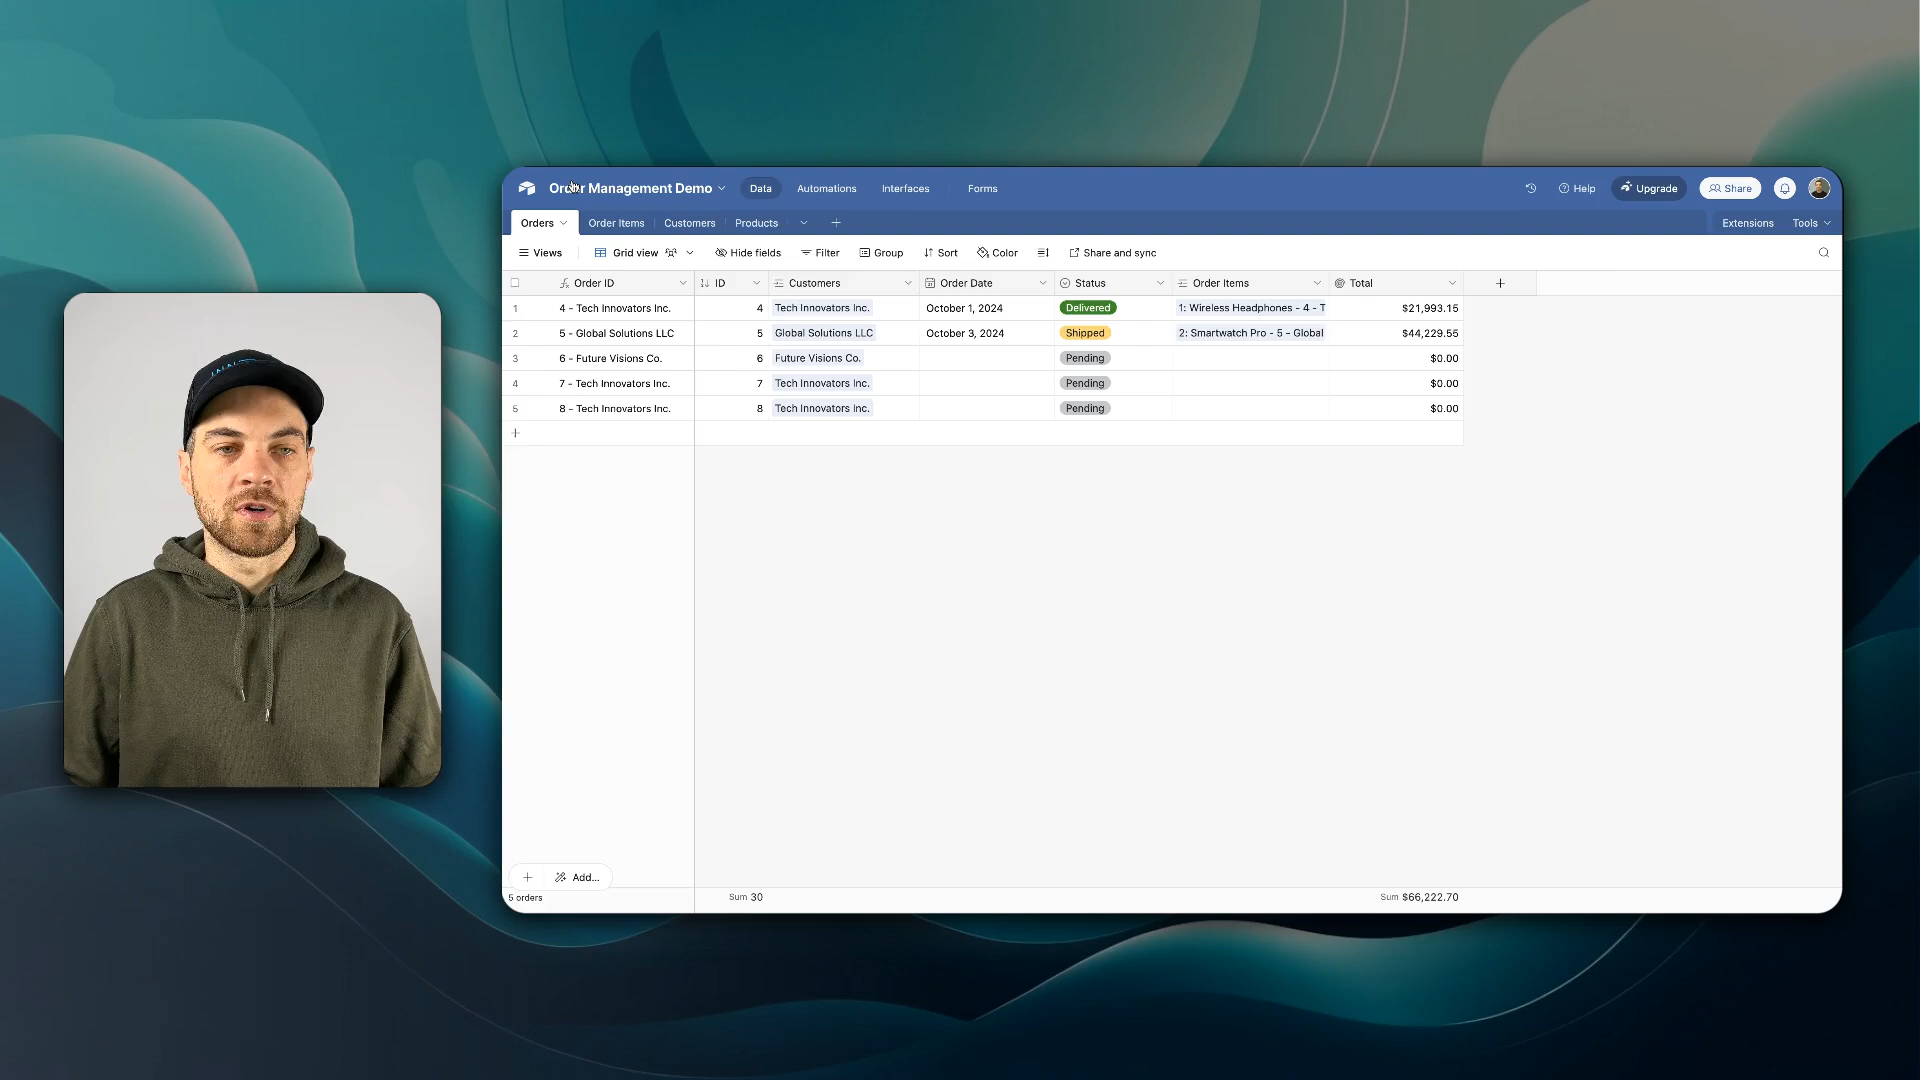 Order Management Demo Data Automations Interfaces Forms Help Upgrade Share
Orders Order Items Customers Products Extensions Tools
Views Grid view Hide fields Filter Group Sort Color Share and sync
Order ID ID Customers Order Date Status Order Items Total
1 4 - Tech Innovators Inc. 4 Tech Innovators Inc. October 1, 2024 Delivered 1: Wireless Headphones - 4 - T $21,993.15
2 5 - Global Solutions LLC 5 Global Solutions LLC October 3, 2024 Shipped 2: Smartwatch Pro - 5 - Global $44,229.55
3 6 - Future Visions Co. 6 Future Visions Co. Pending $0.00
4 7 - Tech Innovators Inc. 7 Tech Innovators Inc. Pending $0.00
5 8 - Tech Innovators Inc. 8 Tech Innovators Inc. Pending $0.00
Add...
5 orders Sum 30 Sum $66,222.70